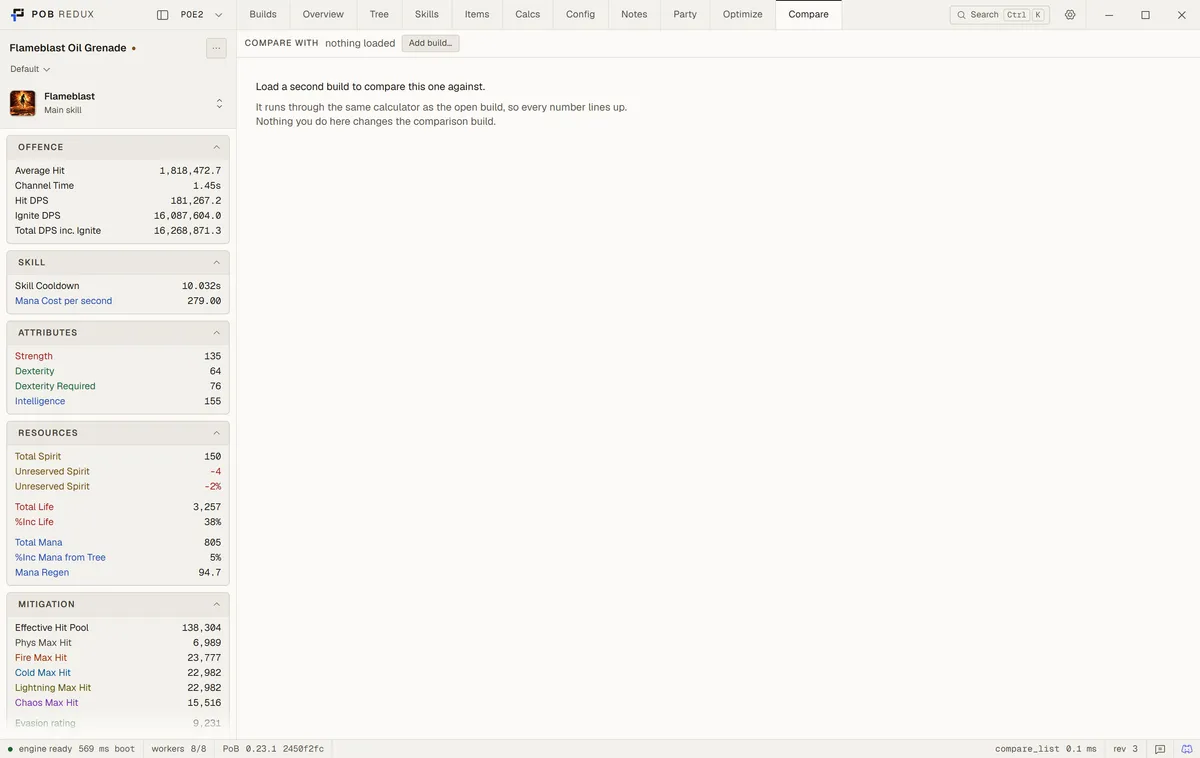 POB REDUX POE2 Builds Overview Tree Skills Items Calcs Config Notes Party Optimize Compare Search Ctrl K
Flameblast Oil Grenade ...
Default
Flameblast
Main skill
COMPARE WITH nothing loaded Add build...
Load a second build to compare this one against.
It runs through the same calculator as the open build, so every number lines up.
Nothing you do here changes the comparison build.
OFFENCE
Average Hit 1,818,472.7
Channel Time 1.45s
Hit DPS 181,267.2
Ignite DPS 16,087,604.0
Total DPS inc. Ignite 16,268,871.3
SKILL
Skill Cooldown 10.032s
Mana Cost per second 279.00
ATTRIBUTES
Strength 135
Dexterity 64
Dexterity Required 76
Intelligence 155
RESOURCES
Total Spirit 150
Unreserved Spirit -4
Unreserved Spirit -2%
Total Life 3,257
%Inc Life 38%
Total Mana 805
%Inc Mana from Tree 5%
Mana Regen 94.7
MITIGATION
Effective Hit Pool 138,304
Phys Max Hit 6,989
Fire Max Hit 23,777
Cold Max Hit 22,982
Lightning Max Hit 22,982
Chaos Max Hit 15,516
Evasion rating 9,231
engine ready 569 ms boot workers 8/8 PoB 0.23.1 2450f2fc compare_list 0.1 ms rev 3